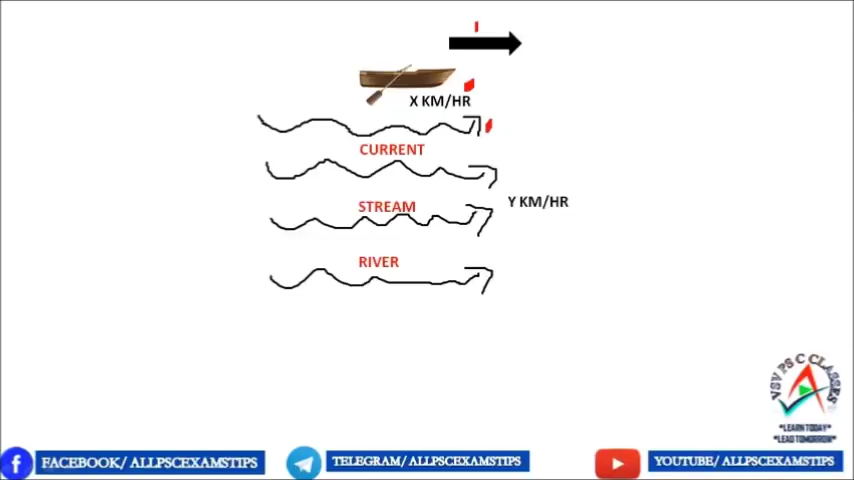 X KM/HR
CURRENT
Y KM/HR
STREAM
RIVER
VSV PSC CLASSES
"LEARN TODAY"
"LEAD TOMORROW"
f FACEBOOK/ ALLPSCEXAMSTIPS
TELEGRAM/ ALLPSCEXAMSTIPS
YOUTUBE/ ALLPSCEXAMSTIPS